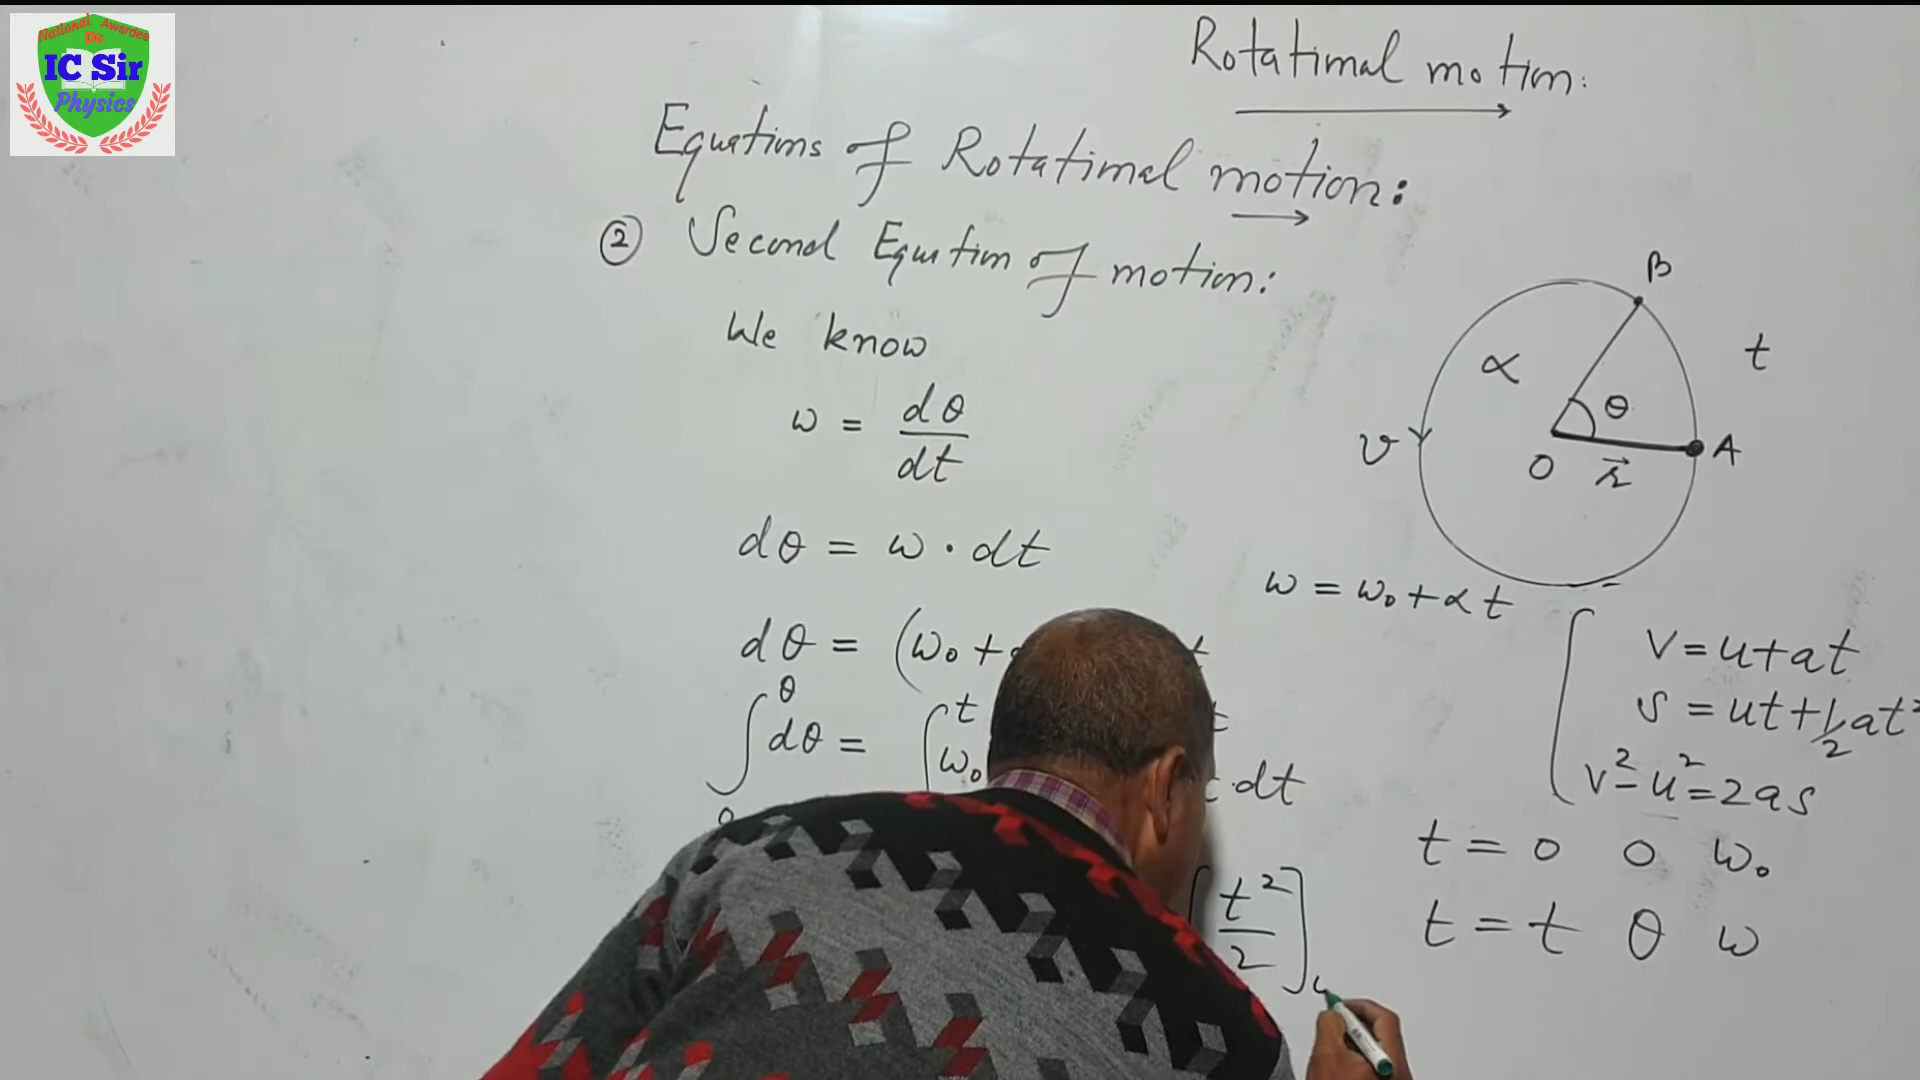 National Awardee
Dr.
IC Sir
Physics
Rotational motion:
Equations of Rotational motion:
② Second Equation of motion:
We know
ω = dθ/dt
dθ = ω · dt
dθ = (ω₀ +
∫ θ dθ = ∫ t ω₀
· dt
[t²/2]
B
t
α
θ
v
A
O
r⃗
ω = ω₀ + αt
v = u + at
s = ut + 1/2 at²
v² - u² = 2as
t = 0 0 ω₀
t = t θ ω